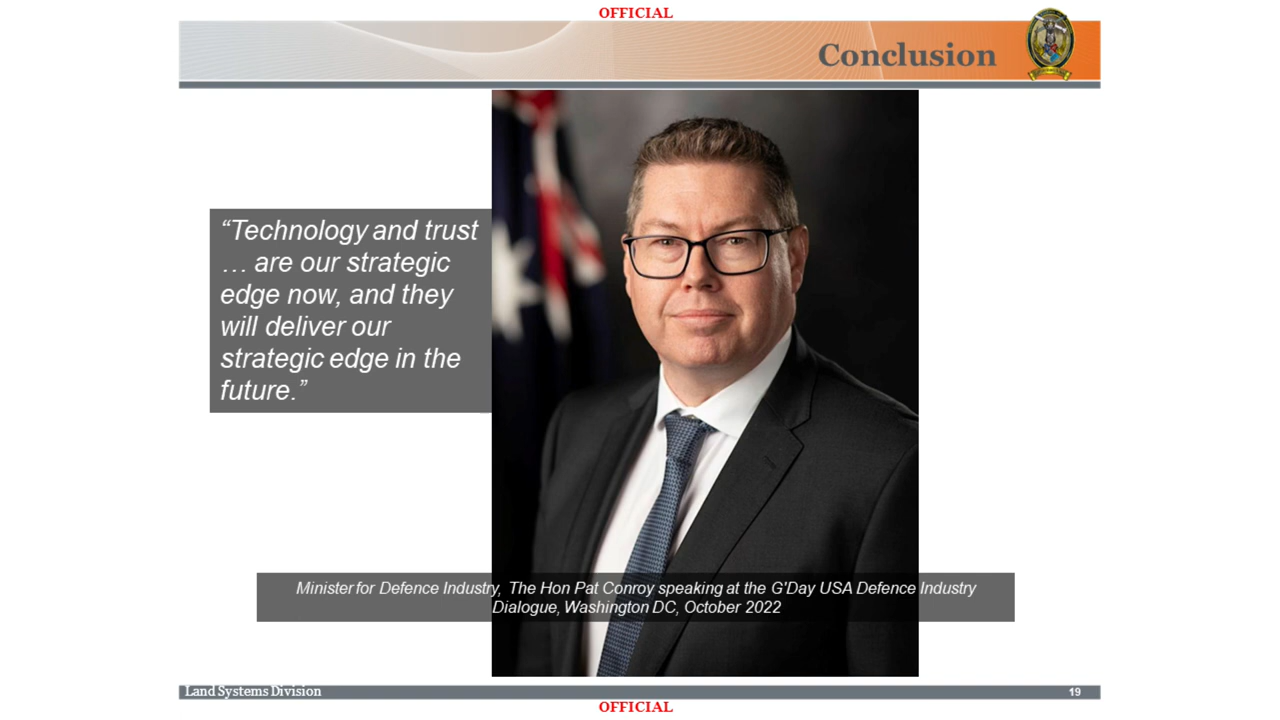 OFFICIAL
Conclusion
“Technology and trust
… are our strategic
edge now, and they
will deliver our
strategic edge in the
future.”
Minister for Defence Industry, The Hon Pat Conroy speaking at the G'Day USA Defence Industry
Dialogue, Washington DC, October 2022
Land Systems Division
19
OFFICIAL